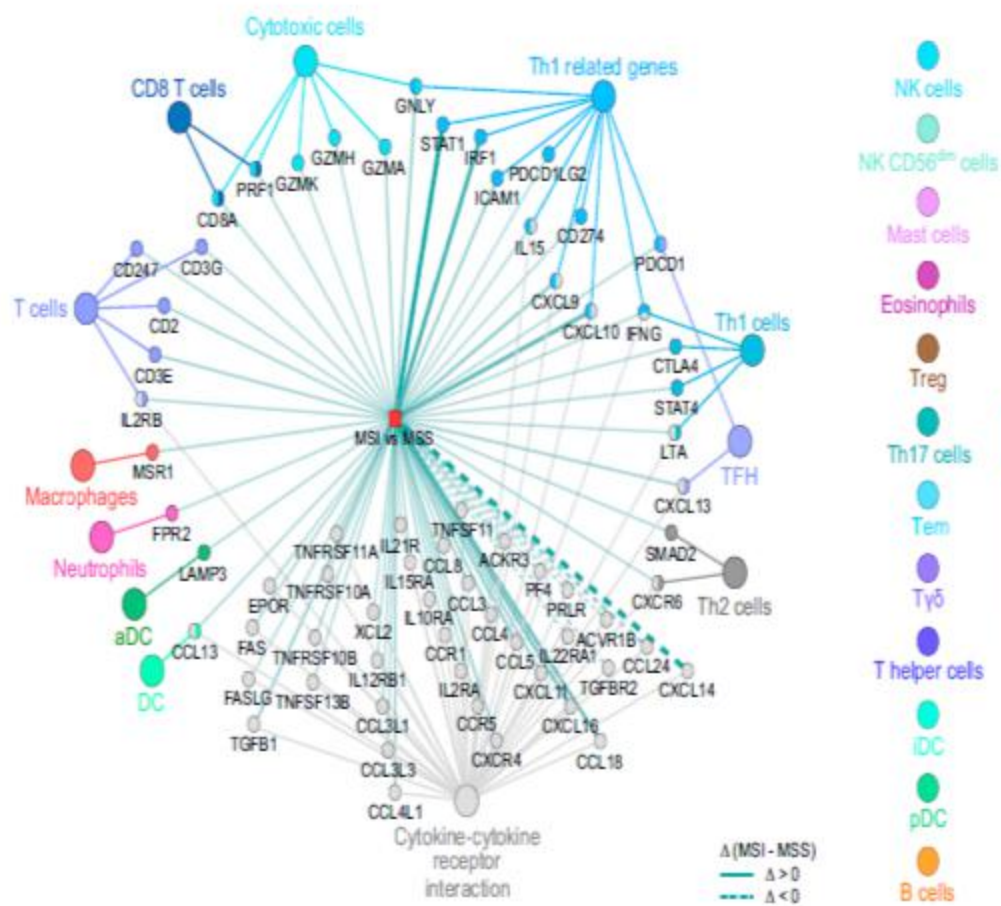 Cytotoxic cells
Th1 related genes
CD8 T cells
GNLY
STAT1
IRF1
GZMH
GZMA
PDCD1LG2
PRF1
GZMK
ICAM1
CD8A
IL15
CD274
CD247
CD3G
PDCD1
T cells
CXCL9
CD2
CXCL10
IFNG
Th1 cells
CD3E
CTLA4
STAT4
IL2RB
MSI vs MSS
LTA
MSR1
TFH
Macrophages
CXCL13
FPR2
TNFSF11
Neutrophils
TNFRSF11A
IL21R
CCL8
ACKR3
SMAD2
LAMP3
IL15RA
PF4
Th2 cells
EPOR
TNFRSF10A
IL10RA
CCL3
PRLR
CXCR6
aDC
XCL2
CCL4
ACVR1B
CCL13
FAS
TNFRSF10B
CCR1
CCL5
IL22RA1
CCL24
DC
IL12RB1
IL2RA
CXCL11
TGFBR2
CXCL14
FASLG
TNFSF13B
CCL3L1
CCR5
CXCL16
TGFB1
CCL3L3
CXCR4
CCL18
CCL4L1
Cytokine-cytokine
receptor
interaction
Δ(MSI - MSS)
Δ > 0
Δ < 0
NK cells
NK CD56dim cells
Mast cells
Eosinophils
Treg
Th17 cells
Tem
Tγδ
T helper cells
iDC
pDC
B cells